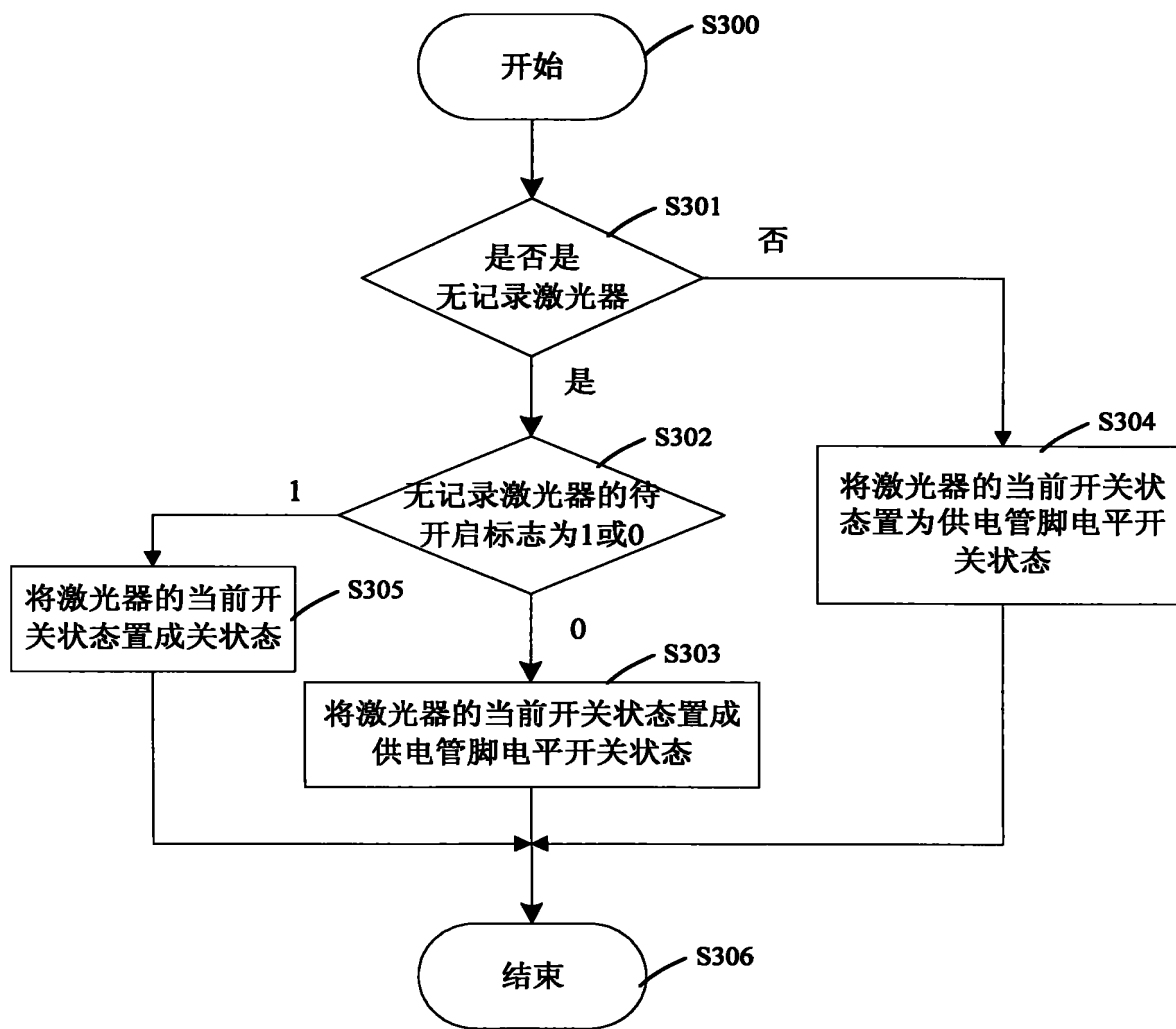 S300
开始
S301
是否是
无记录激光器
否
是
S302
无记录激光器的待
开启标志为1或0
1
S304
将激光器的当前开关状
态置为供电管脚电平开
关状态
S305
将激光器的当前开
关状态置成关状态
0
S303
将激光器的当前开关状态置成
供电管脚电平开关状态
结束
S306